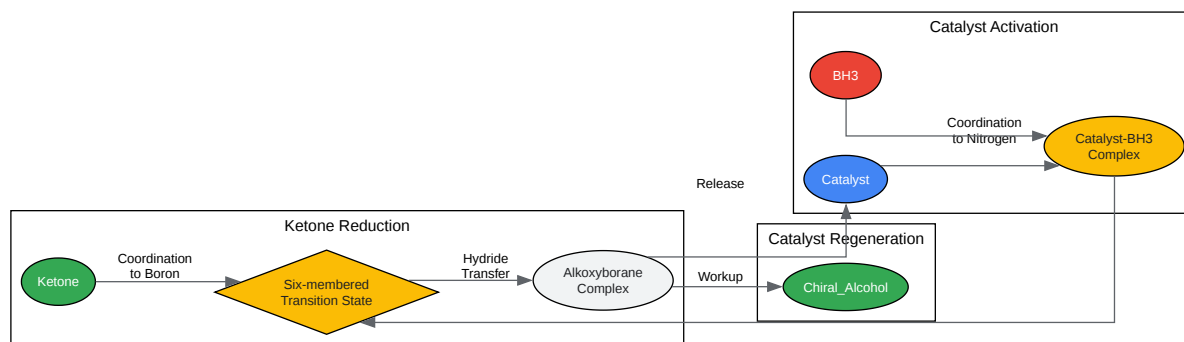 Catalyst Activation
BH3
Coordination
to Nitrogen
Catalyst-BH3
Complex
Catalyst
Release
Ketone Reduction
Catalyst Regeneration
Coordination
to Boron
Ketone
Six-membered
Transition State
Hydride
Transfer
Alkoxyborane
Complex
Workup
Chiral_Alcohol